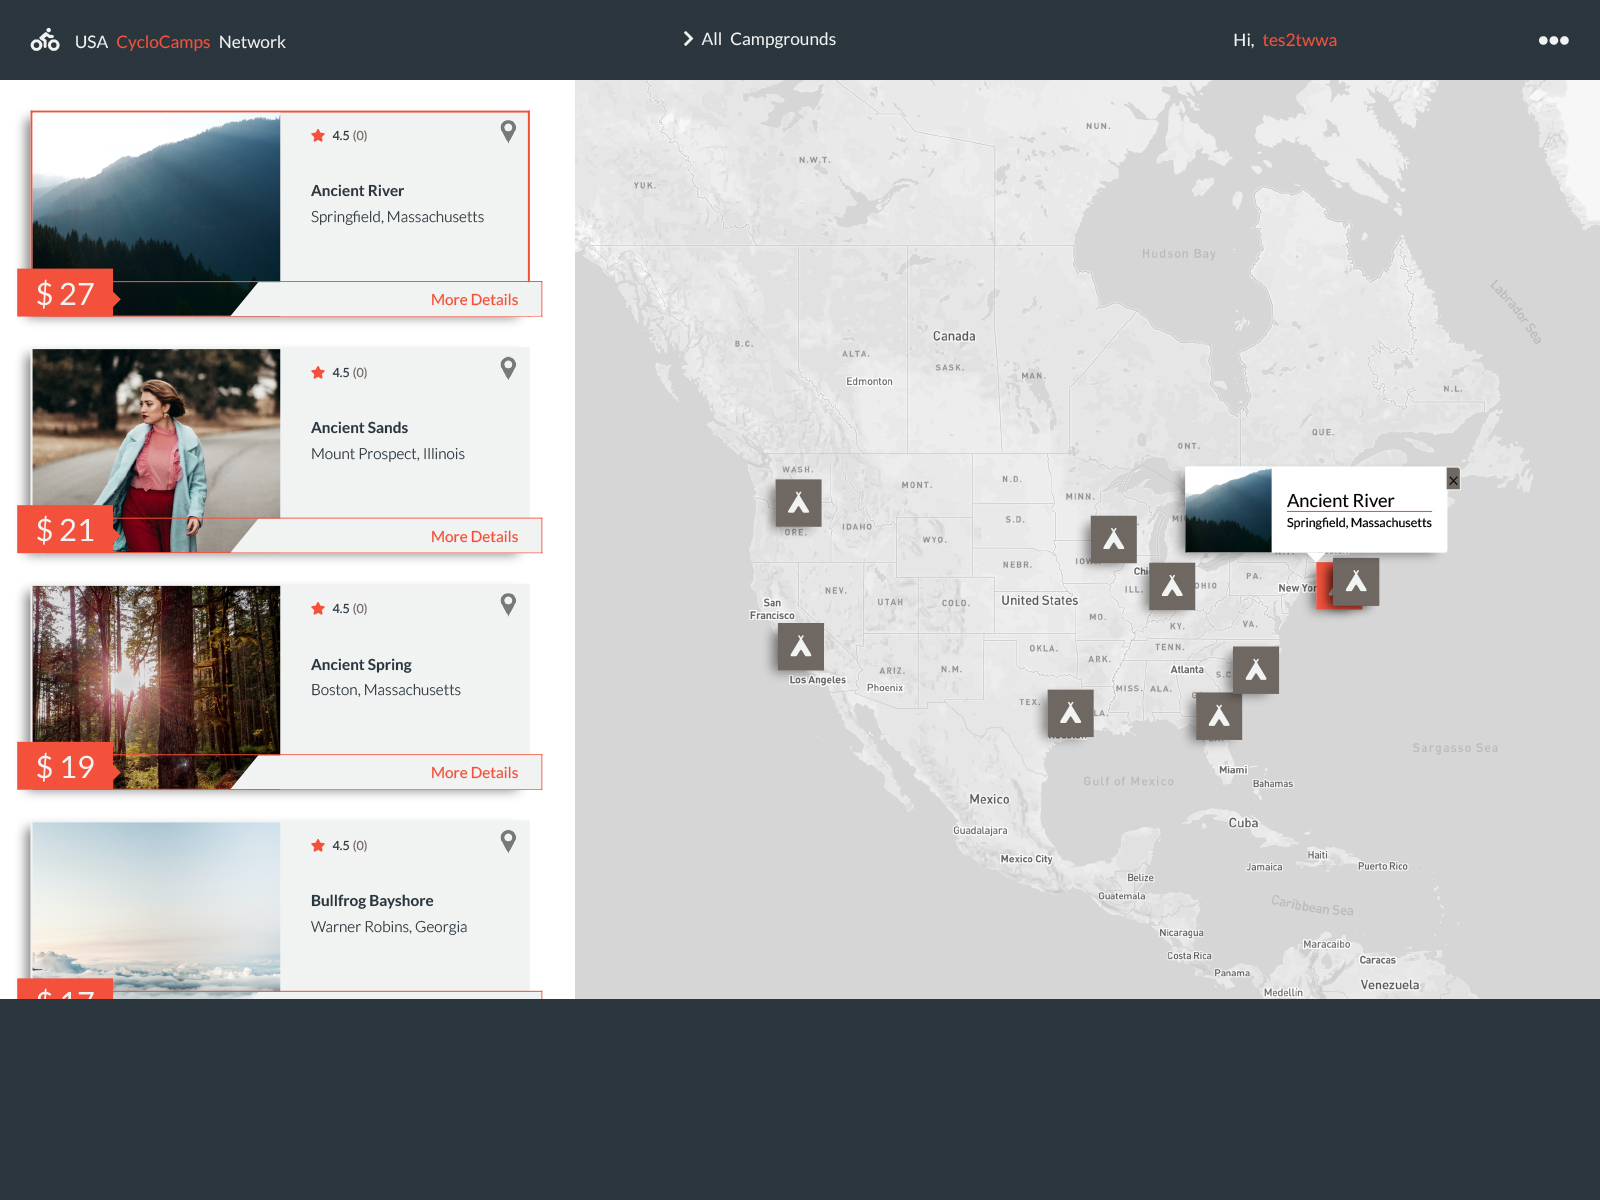 USA CycloCamps Network
All Campgrounds
Hi, tes2twwa
4.5 (0)
Ancient River
Springfield, Massachusetts
$ 27
More Details
4.5 (0)
Ancient Sands
Mount Prospect, Illinois
$ 21
More Details
4.5 (0)
Ancient Spring
Boston, Massachusetts
$ 19
More Details
4.5 (0)
Bullfrog Bayshore
Warner Robins, Georgia
$ 17
NUN.
N.W.T.
YUK.
Hudson Bay
Labrador Sea
Canada
B.C.
ALTA.
SASK.
MAN.
Edmonton
N.L.
QUE.
ONT.
WASH.
MONT.
N.D.
MINN.
Ancient River
Springfield, Massachusetts
S.D.
ORE.
IDAHO
WYO.
NEBR.
PA.
New Yor
NEV.
UTAH
COLO.
United States
ILL.
OHIO
San
Francisco
MO.
KY.
VA.
OKLA.
TENN.
ARK.
Atlanta
ARIZ.
N.M.
Los Angeles
Phoenix
MISS.
ALA.
TEX.
LA.
Sargasso Sea
Miami
Gulf of Mexico
Bahamas
Mexico
Cuba
Guadalajara
Mexico City
Haiti
Jamaica
Puerto Rico
Belize
Guatemala
Caribbean Sea
Nicaragua
Maracaibo
Costa Rica
Caracas
Panama
Venezuela
Medellín